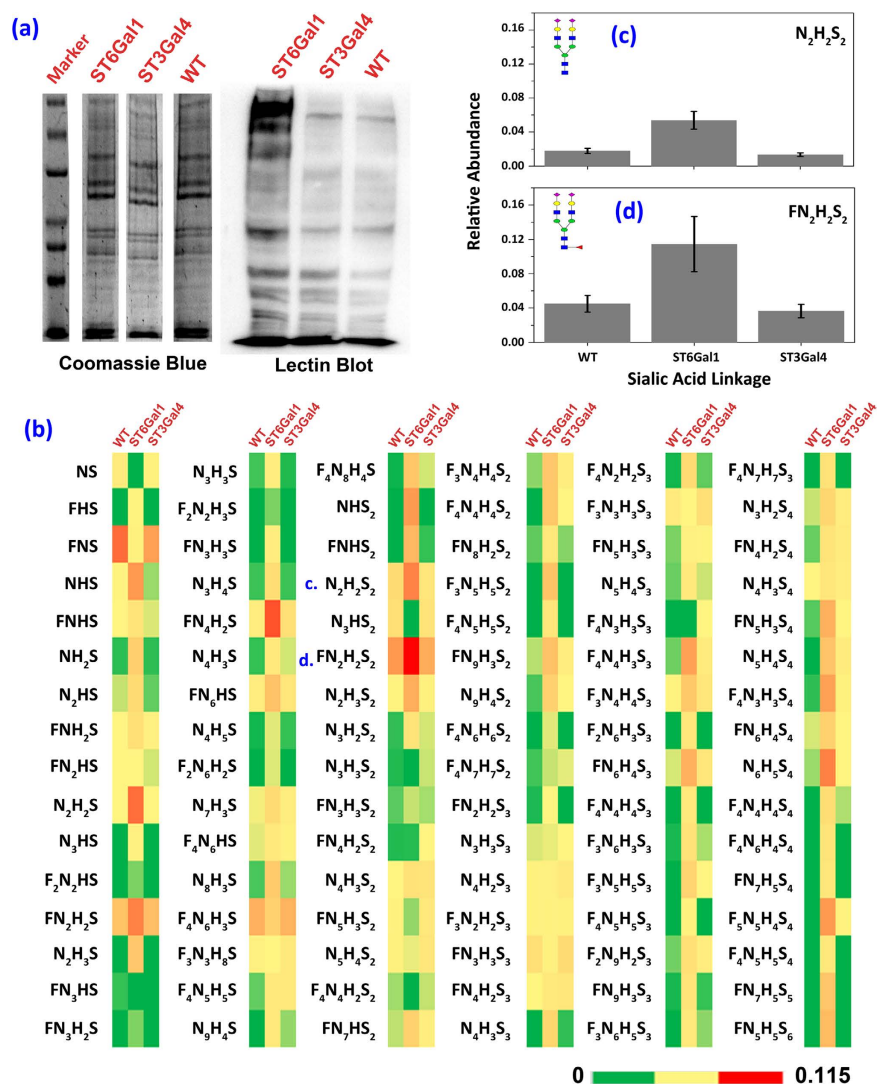 (a)
Marker
ST6Gal1
ST3Gal4
WT
ST6Gal1
ST3Gal4
WT
Coomassie Blue
Lectin Blot
Relative Abundance
0.16
0.12
0.08
0.04
0.00
(c)
N₂H₂S₂
0.16
0.12
0.08
0.04
0.00
(d)
FN₂H₂S₂
WT
ST6Gal1
ST3Gal4
Sialic Acid Linkage
(b)
WT ST6Gal1 ST3Gal4
NS
FHS
FNS
NHS
FNHS
NH₂S
N₂HS
FNH₂S
FN₂HS
N₂H₂S
N₃HS
F₂N₂HS
FN₂H₂S
N₂H₃S
FN₃HS
FN₃H₂S
WT ST6Gal1 ST3Gal4
N₃H₃S
F₂N₂H₃S
FN₃H₃S
N₃H₄S
FN₄H₂S
N₄H₃S
FN₆HS
N₄H₅S
F₂N₆H₂S
N₇H₃S
F₄N₆HS
N₈H₃S
F₄N₆H₃S
F₃N₃H₈S
F₄N₅H₅S
N₉H₄S
WT ST6Gal1 ST3Gal4
F₄N₈H₄S
NHS₂
FNHS₂
c. N₂H₂S₂
N₃HS₂
d. FN₂H₂S₂
N₂H₃S₂
N₃H₂S₂
N₃H₃S₂
FN₃H₃S₂
FN₄H₂S₂
N₄H₃S₂
FN₅H₃S₂
N₅H₄S₂
F₄N₄H₂S₂
FN₇HS₂
WT ST6Gal1 ST3Gal4
F₃N₄H₄S₂
F₄N₄H₄S₂
FN₈H₂S₂
F₃N₅H₅S₂
F₄N₅H₅S₂
FN₉H₃S₂
N₉H₄S₂
F₄N₆H₆S₂
F₄N₇H₇S₂
FN₂H₂S₃
N₃H₃S₃
N₄H₂S₃
F₃N₂H₂S₃
FN₃H₃S₃
FN₄H₂S₃
N₄H₃S₃
WT ST6Gal1 ST3Gal4
F₄N₂H₂S₃
F₃N₃H₃S₃
FN₅H₃S₃
N₅H₄S₃
F₄N₃H₃S₃
F₄N₄H₃S₃
F₃N₄H₄S₃
F₂N₆H₃S₃
FN₆H₄S₃
F₄N₄H₄S₃
F₃N₆H₃S₃
F₃N₅H₅S₃
F₄N₅H₅S₃
F₂N₉H₂S₃
FN₉H₃S₃
F₃N₆H₅S₃
WT ST6Gal1 ST3Gal4
F₄N₇H₇S₃
N₃H₂S₄
FN₄H₂S₄
N₄H₃S₄
FN₅H₃S₄
N₅H₄S₄
F₄N₃H₃S₄
FN₆H₄S₄
N₆H₅S₄
F₄N₄H₄S₄
F₄N₆H₄S₄
FN₇H₅S₄
F₅N₅H₄S₄
F₄N₅H₅S₄
FN₇H₅S₅
FN₅H₅S₆
0
0.115